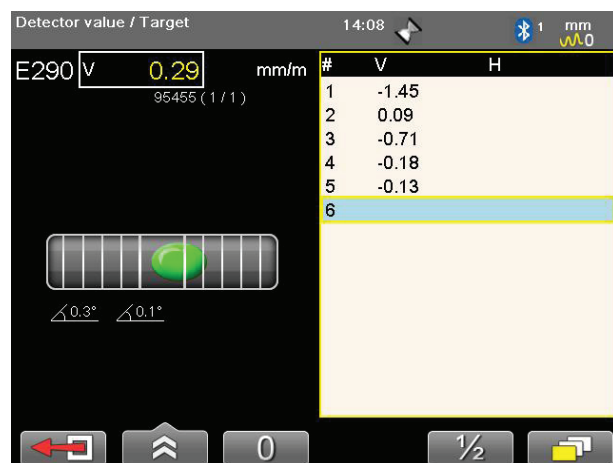 Detector value / Target 14:08 1 mm
0
E290 V 0.29 mm/m
95455 ( 1 / 1 )
# V H
1 -1.45
2 0.09
3 -0.71
4 -0.18
5 -0.13
6
0.3° 0.1°
0 ½